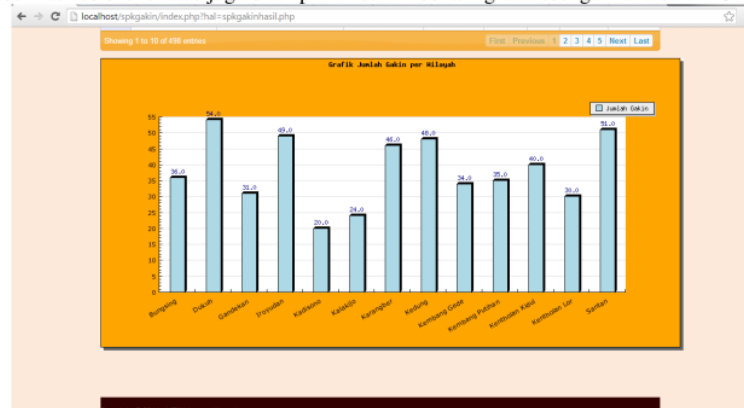 localhost/spkgakin/index.php?hal=spkgakinhasil.php
Showing 1 to 10 of 498 entries
First Previous 1 2 3 4 5 Next Last
Grafik Jumlah Gakin per Wilayah
Jumlah Gakin
55
50
45
40
35
30
25
20
15
10
5
0
36.0
54.0
31.0
49.0
20.0
24.0
46.0
48.0
34.0
35.0
40.0
30.0
51.0
Bungsing
Dukuh
Gandekan
Iroyudan
Kadisono
Kalakijo
Karangber
Kedung
Kembang Gede
Kembang Putihan
Kentholan Kidul
Kentholan Lor
Santan